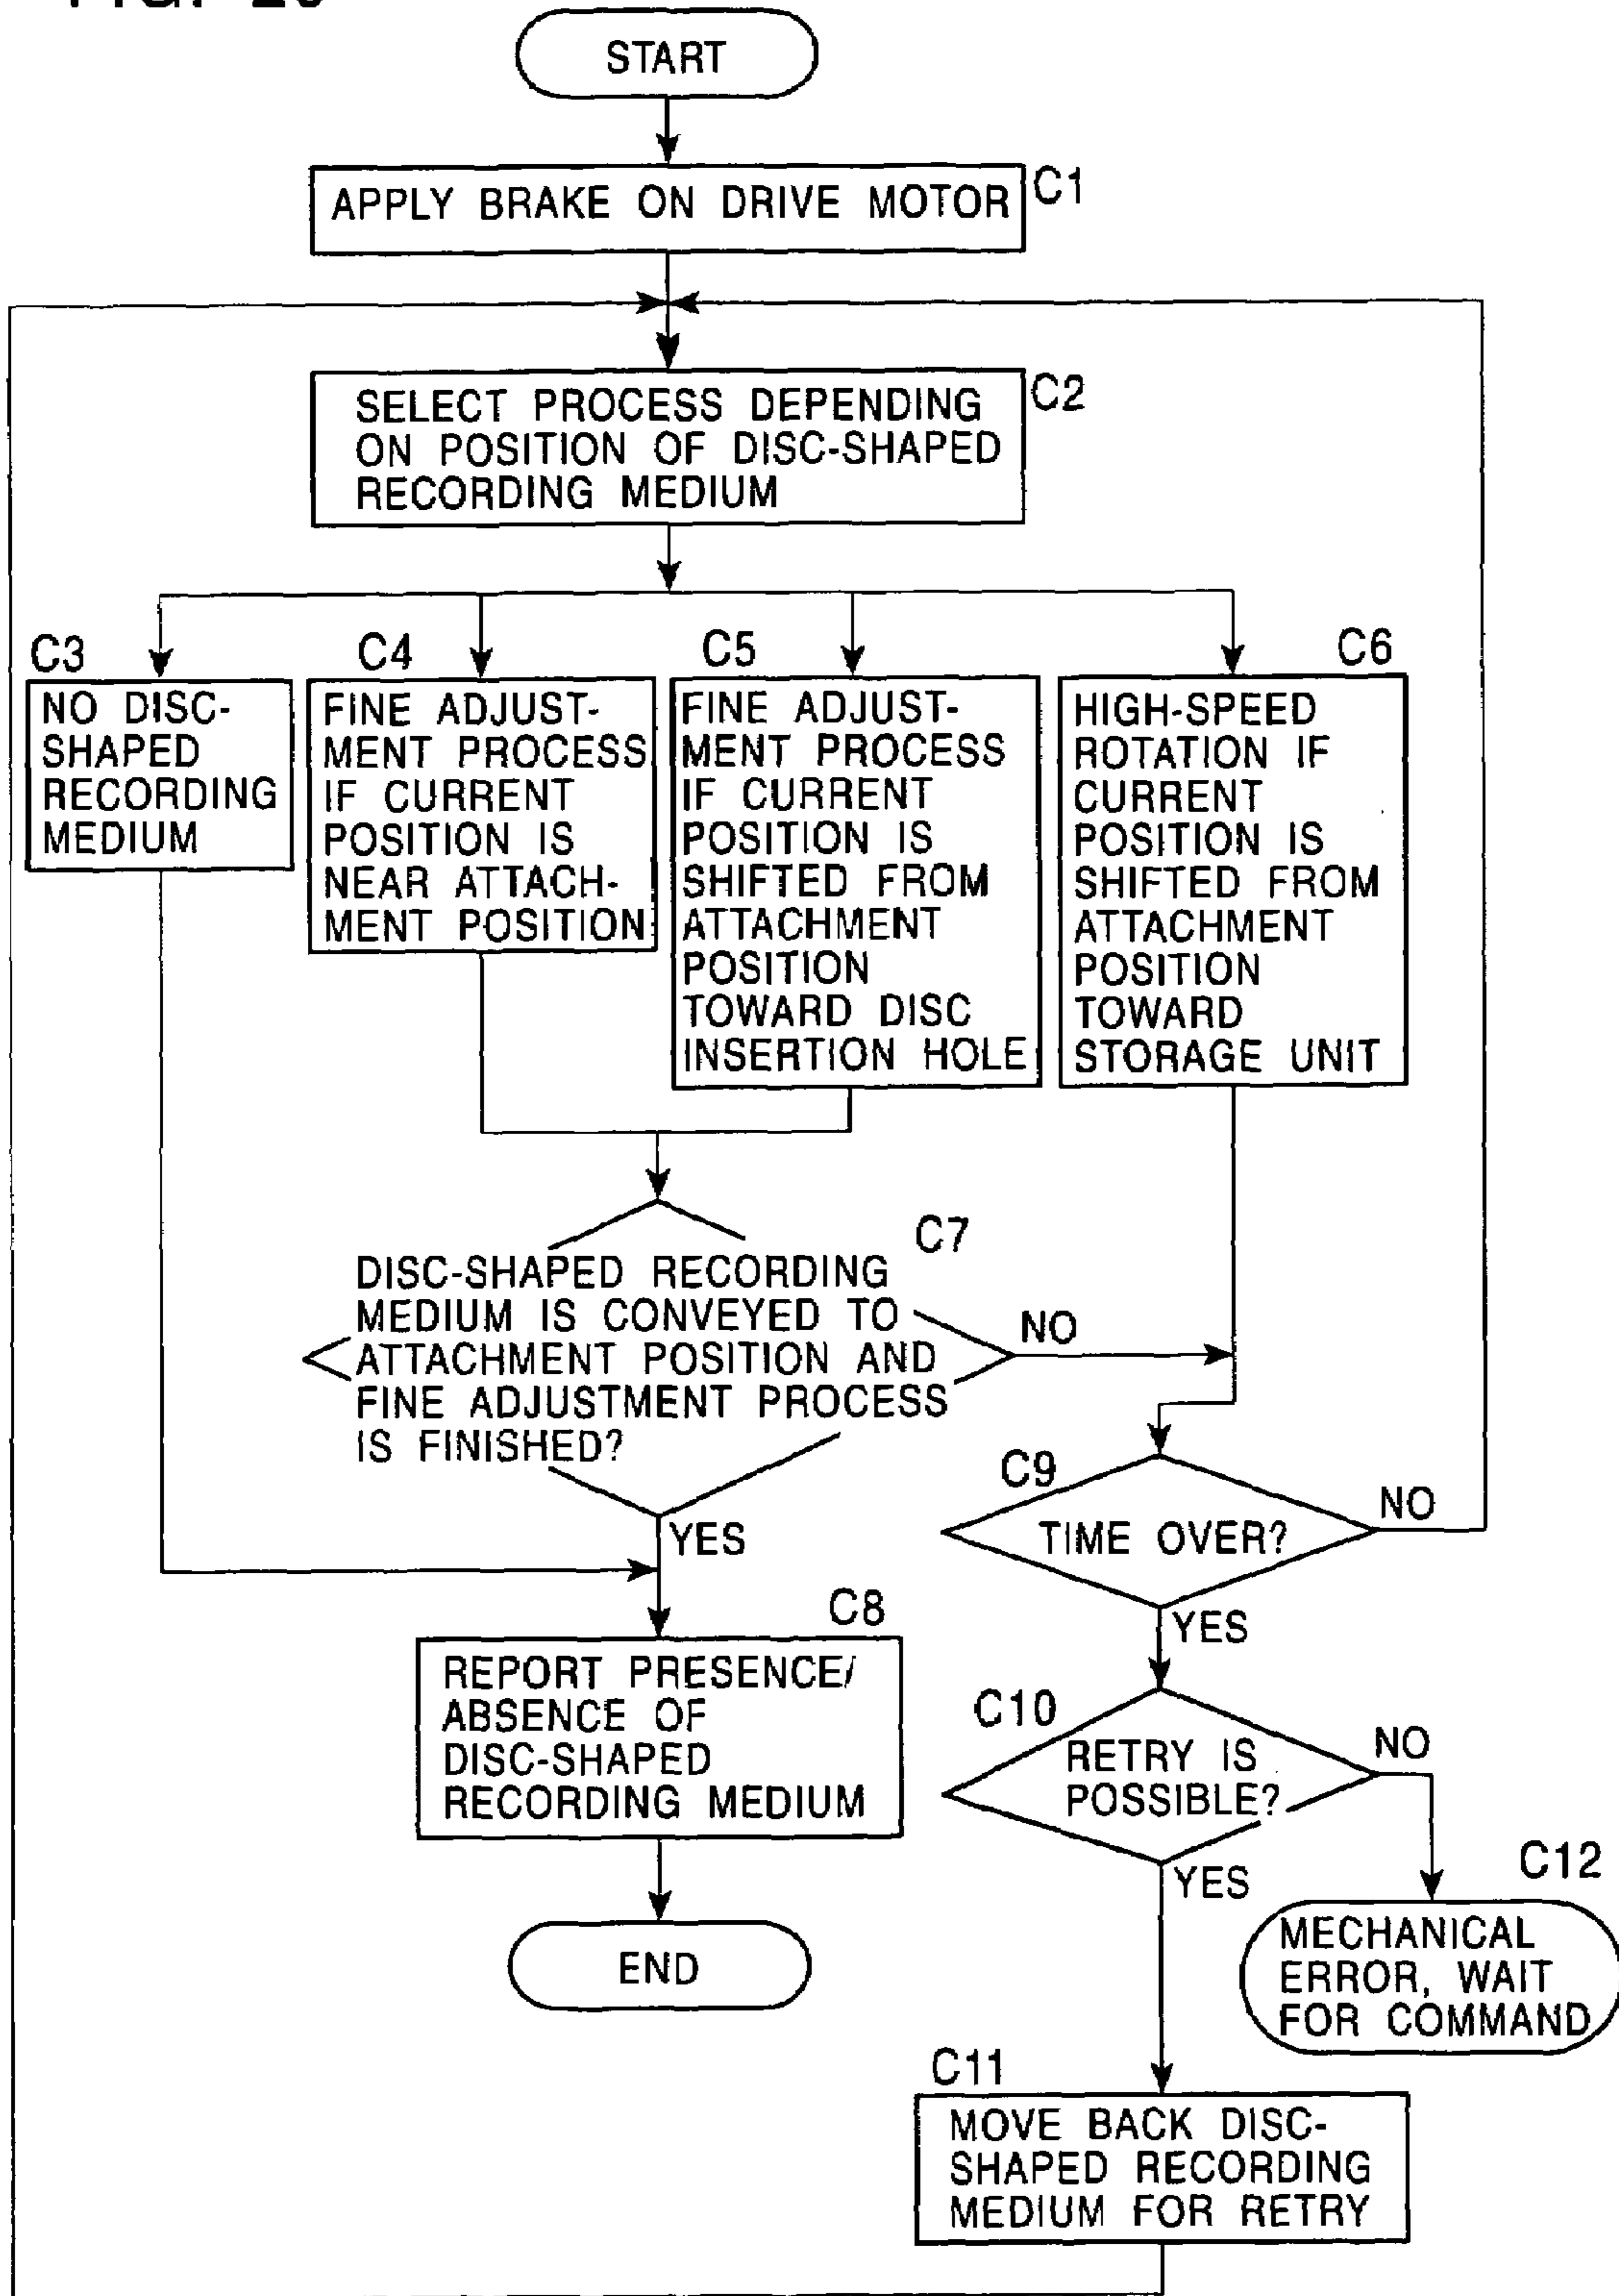 START
APPLY BRAKE ON DRIVE MOTOR
C1
SELECT PROCESS DEPENDING
ON POSITION OF DISC-SHAPED
RECORDING MEDIUM
C2
C3
NO DISC-
SHAPED
RECORDING
MEDIUM
C4
FINE ADJUST-
MENT PROCESS
IF CURRENT
POSITION IS
NEAR ATTACH-
MENT POSITION
C5
FINE ADJUST-
MENT PROCESS
IF CURRENT
POSITION IS
SHIFTED FROM
ATTACHMENT
POSITION
TOWARD DISC
INSERTION HOLE
C6
HIGH-SPEED
ROTATION IF
CURRENT
POSITION IS
SHIFTED FROM
ATTACHMENT
POSITION
TOWARD
STORAGE UNIT
C7
DISC-SHAPED RECORDING
MEDIUM IS CONVEYED TO
ATTACHMENT POSITION AND
FINE ADJUSTMENT PROCESS
IS FINISHED?
NO
YES
C9
TIME OVER?
NO
YES
C8
REPORT PRESENCE/
ABSENCE OF
DISC-SHAPED
RECORDING MEDIUM
C10
RETRY IS
POSSIBLE?
NO
YES
END
C12
MECHANICAL
ERROR, WAIT
FOR COMMAND
C11
MOVE BACK DISC-
SHAPED RECORDING
MEDIUM FOR RETRY